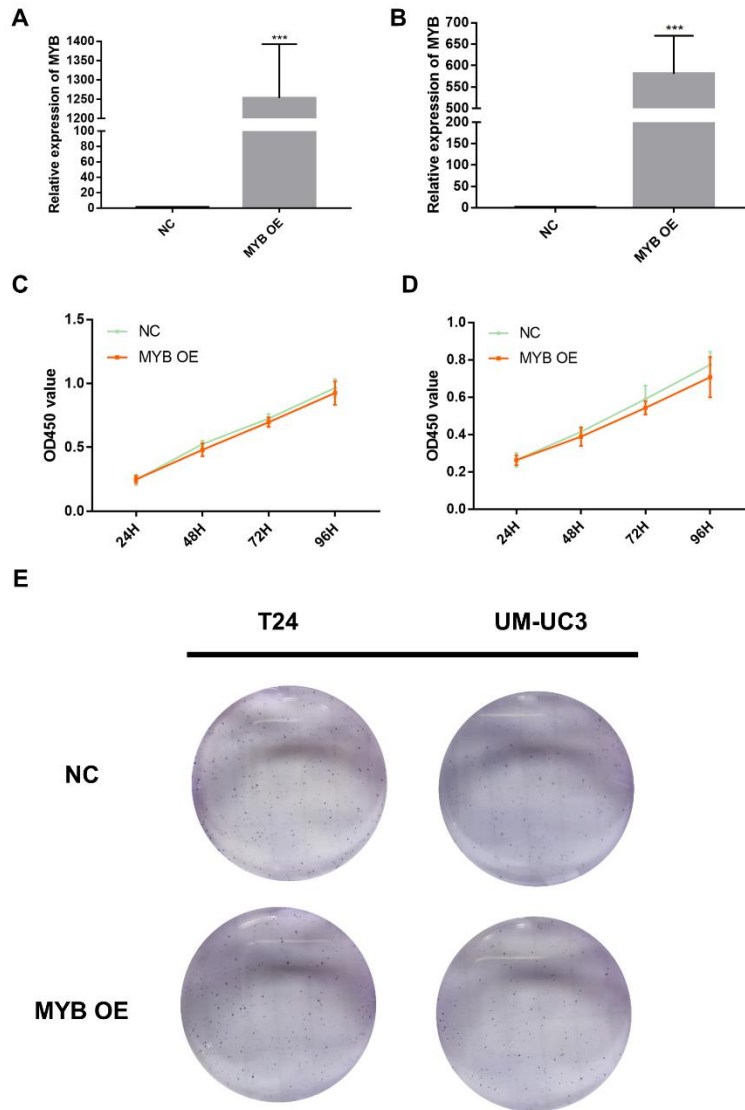 A
Relative expression of MYB
1400
1350
1300
1250
1200
100
80
60
40
20
0
***
NC
MYB OE
B
Relative expression of MYB
700
650
600
550
500
200
150
100
50
0
***
NC
MYB OE
C
OD450 value
1.5
1.0
0.5
0.0
NC
MYB OE
24H
48H
72H
96H
D
OD450 value
1.0
0.8
0.6
0.4
0.2
0.0
NC
MYB OE
24H
48H
72H
96H
E
T24 UM-UC3
NC
MYB OE